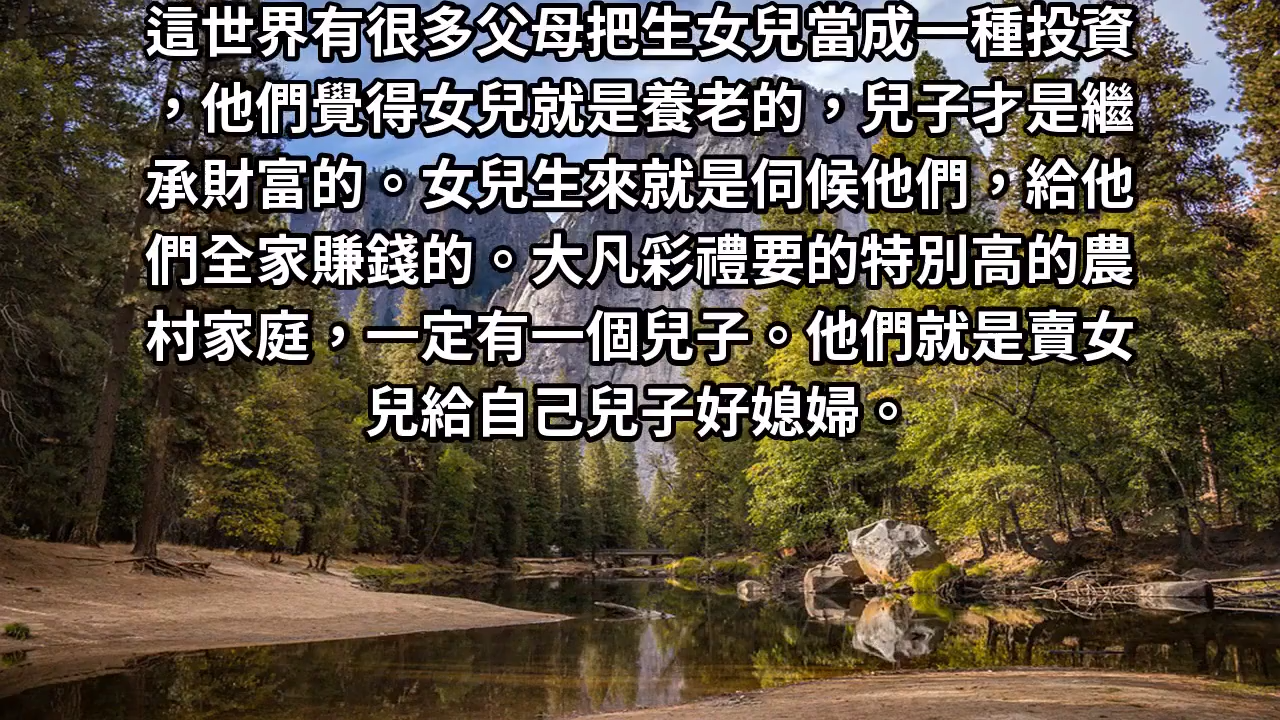 這世界有很多父母把生女兒當成一種投資
，他們覺得女兒就是養老的，兒子才是繼
承財富的。女兒生來就是伺候他們，給他
們全家賺錢的。大凡彩禮要的特別高的農
村家庭，一定有一個兒子。他們就是賣女
兒給自己兒子好媳婦。